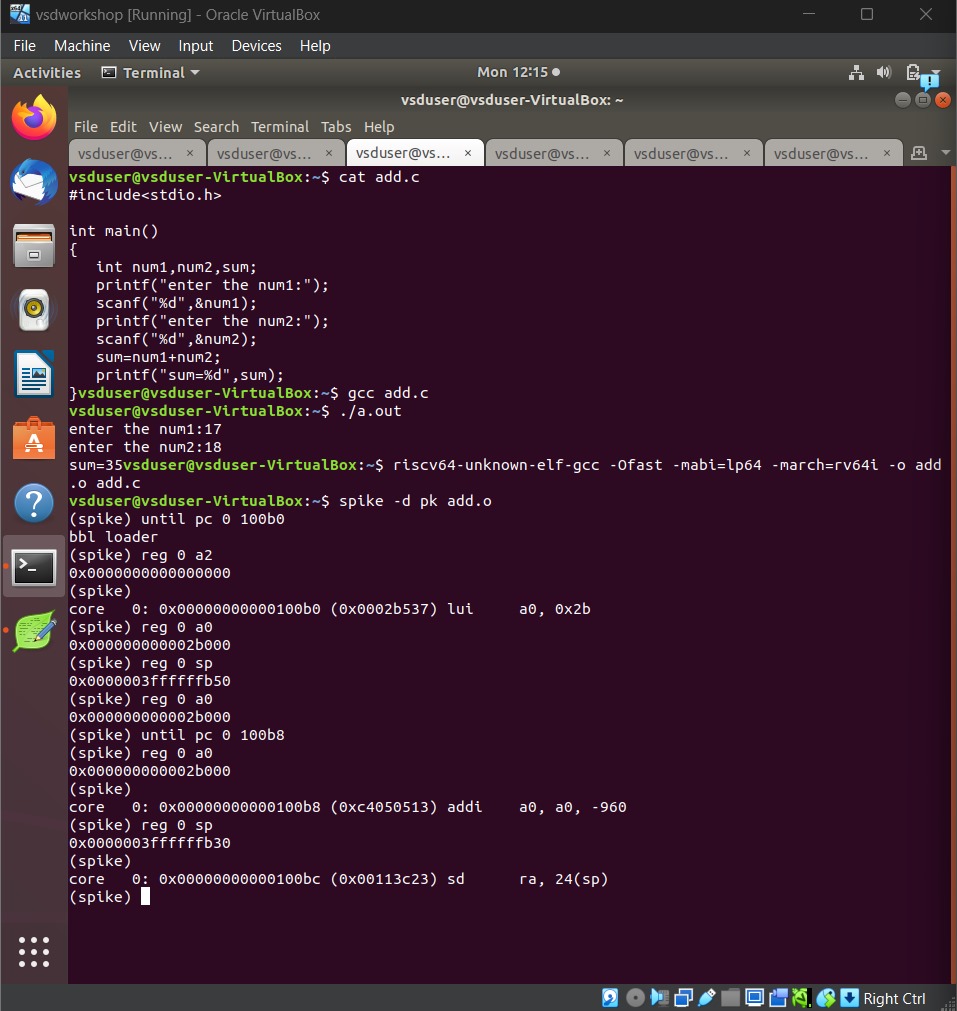 vsdworkshop [Running] - Oracle VirtualBox
File Machine View Input Devices Help
Activities Terminal Mon 12:15
vsduser@vsduser-VirtualBox: ~
File Edit View Search Terminal Tabs Help
vsduser@vs... × vsduser@vs... × vsduser@vs... × vsduser@vs... × vsduser@vs... × vsduser@vs... ×
vsduser@vsduser-VirtualBox:~$ cat add.c
#include<stdio.h>
int main()
{
int num1,num2,sum;
printf("enter the num1:");
scanf("%d",&num1);
printf("enter the num2:");
scanf("%d",&num2);
sum=num1+num2;
printf("sum=%d",sum);
}vsduser@vsduser-VirtualBox:~$ gcc add.c
vsduser@vsduser-VirtualBox:~$ ./a.out
enter the num1:17
enter the num2:18
sum=35vsduser@vsduser-VirtualBox:~$ riscv64-unknown-elf-gcc -Ofast -mabi=lp64 -march=rv64i -o add
.o add.c
vsduser@vsduser-VirtualBox:~$ spike -d pk add.o
(spike) until pc 0 100b0
bbl loader
(spike) reg 0 a2
0x0000000000000000
(spike)
core   0: 0x00000000000100b0 (0x0002b537) lui     a0, 0x2b
(spike) reg 0 a0
0x000000000002b000
(spike) reg 0 sp
0x0000003ffffffb50
(spike) reg 0 a0
0x000000000002b000
(spike) until pc 0 100b8
(spike) reg 0 a0
0x000000000002b000
(spike)
core   0: 0x00000000000100b8 (0xc4050513) addi    a0, a0, -960
(spike) reg 0 sp
0x0000003ffffffb30
(spike)
core   0: 0x00000000000100bc (0x00113c23) sd      ra, 24(sp)
(spike)
Right Ctrl